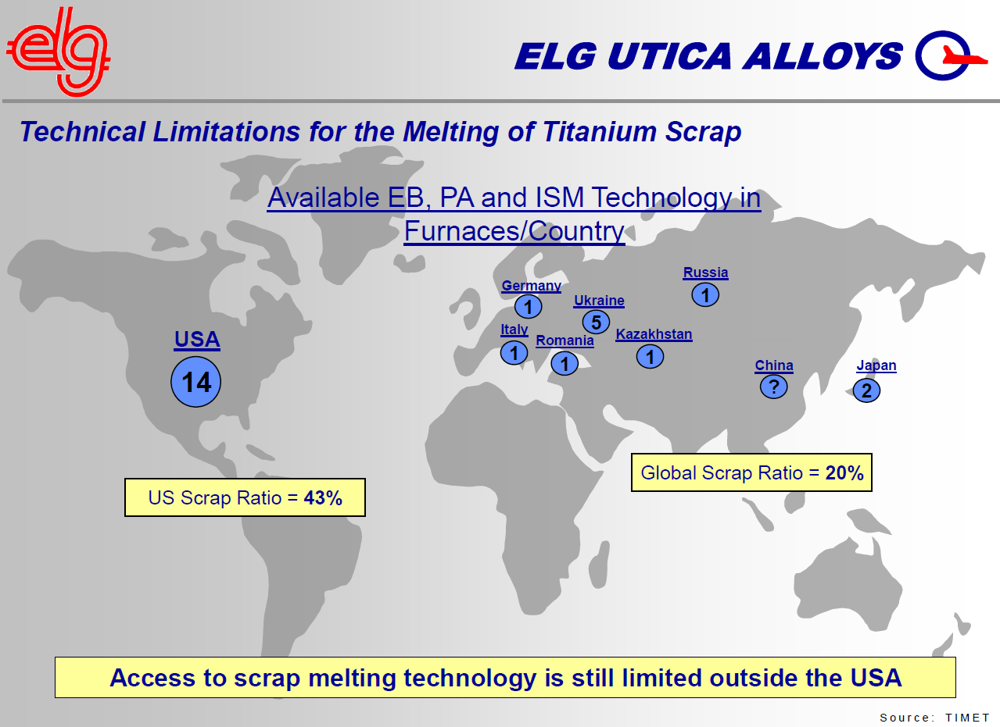 elg
ELG UTICA ALLOYS
Technical Limitations for the Melting of Titanium Scrap
Available EB, PA and ISM Technology in
Furnaces/Country
USA
14
Germany
1
Ukraine
5
Russia
1
Italy
1
Romania
1
Kazakhstan
1
China
?
Japan
2
US Scrap Ratio = 43%
Global Scrap Ratio = 20%
Access to scrap melting technology is still limited outside the USA
Source: TIMET